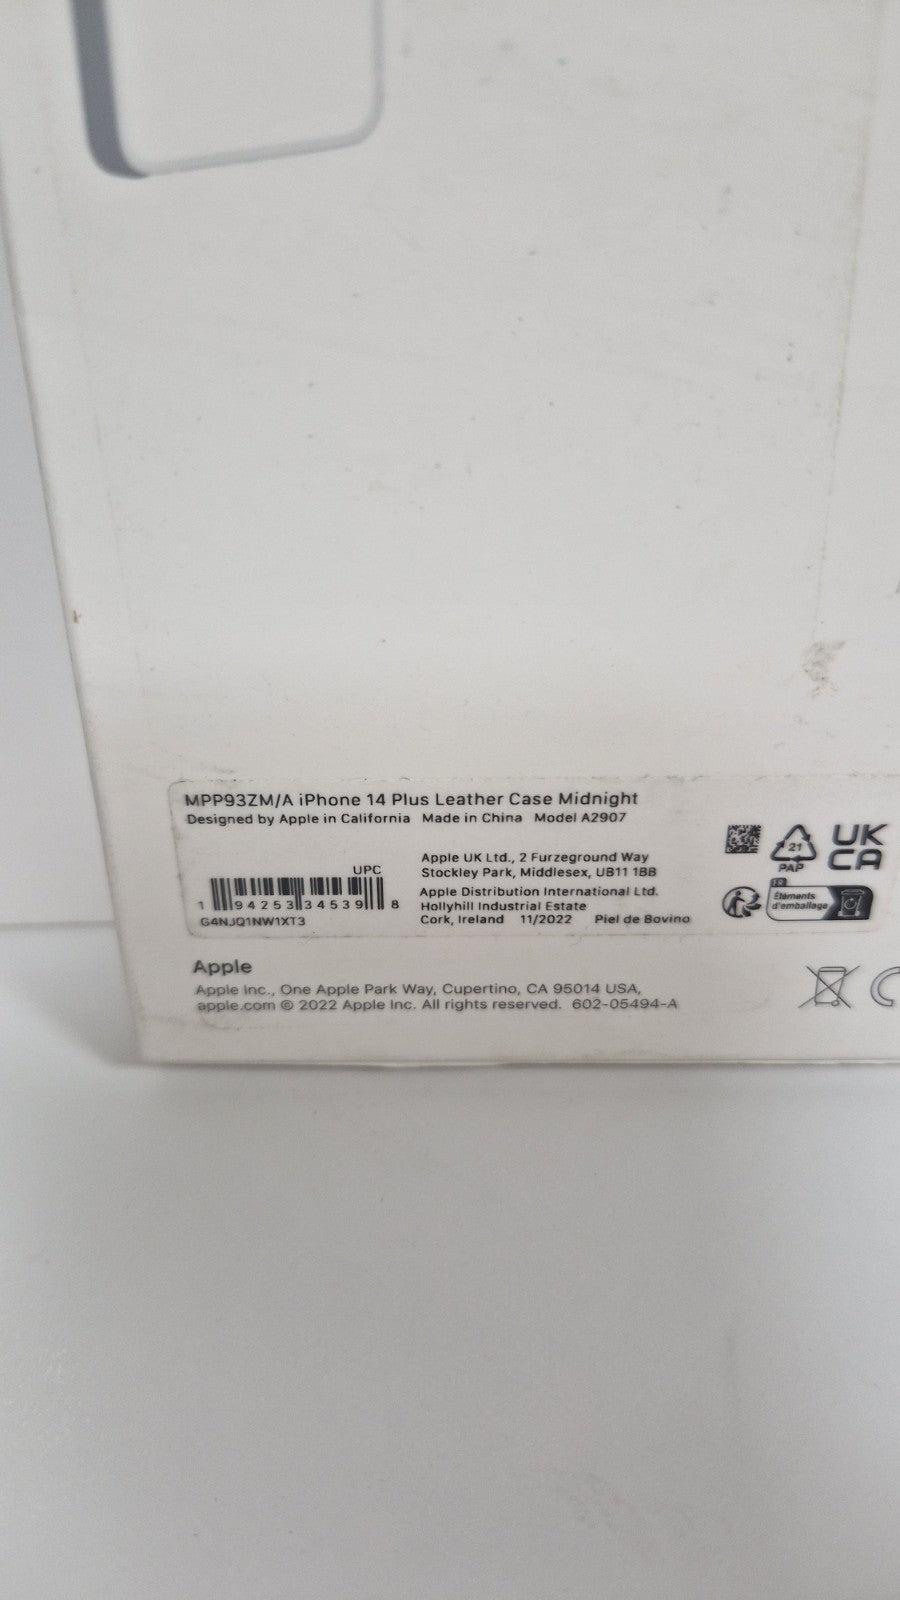 MPP93ZM/A iPhone 14 Plus Leather Case Midnight
Designed by Apple in California Made in China Model A2907
UPC
1 94253 34539 8
G4NJQ1NW1XT3
Apple UK Ltd., 2 Furzeground Way
Stockley Park, Middlesex, UB11 1BB
Apple Distribution International Ltd.
Hollyhill Industrial Estate
Cork, Ireland 11/2022 Piel de Bovino
21
PAP
UK
CA
FR
Éléments
d'emballage
Apple
Apple Inc., One Apple Park Way, Cupertino, CA 95014 USA,
apple.com © 2022 Apple Inc. All rights reserved. 602-05494-A